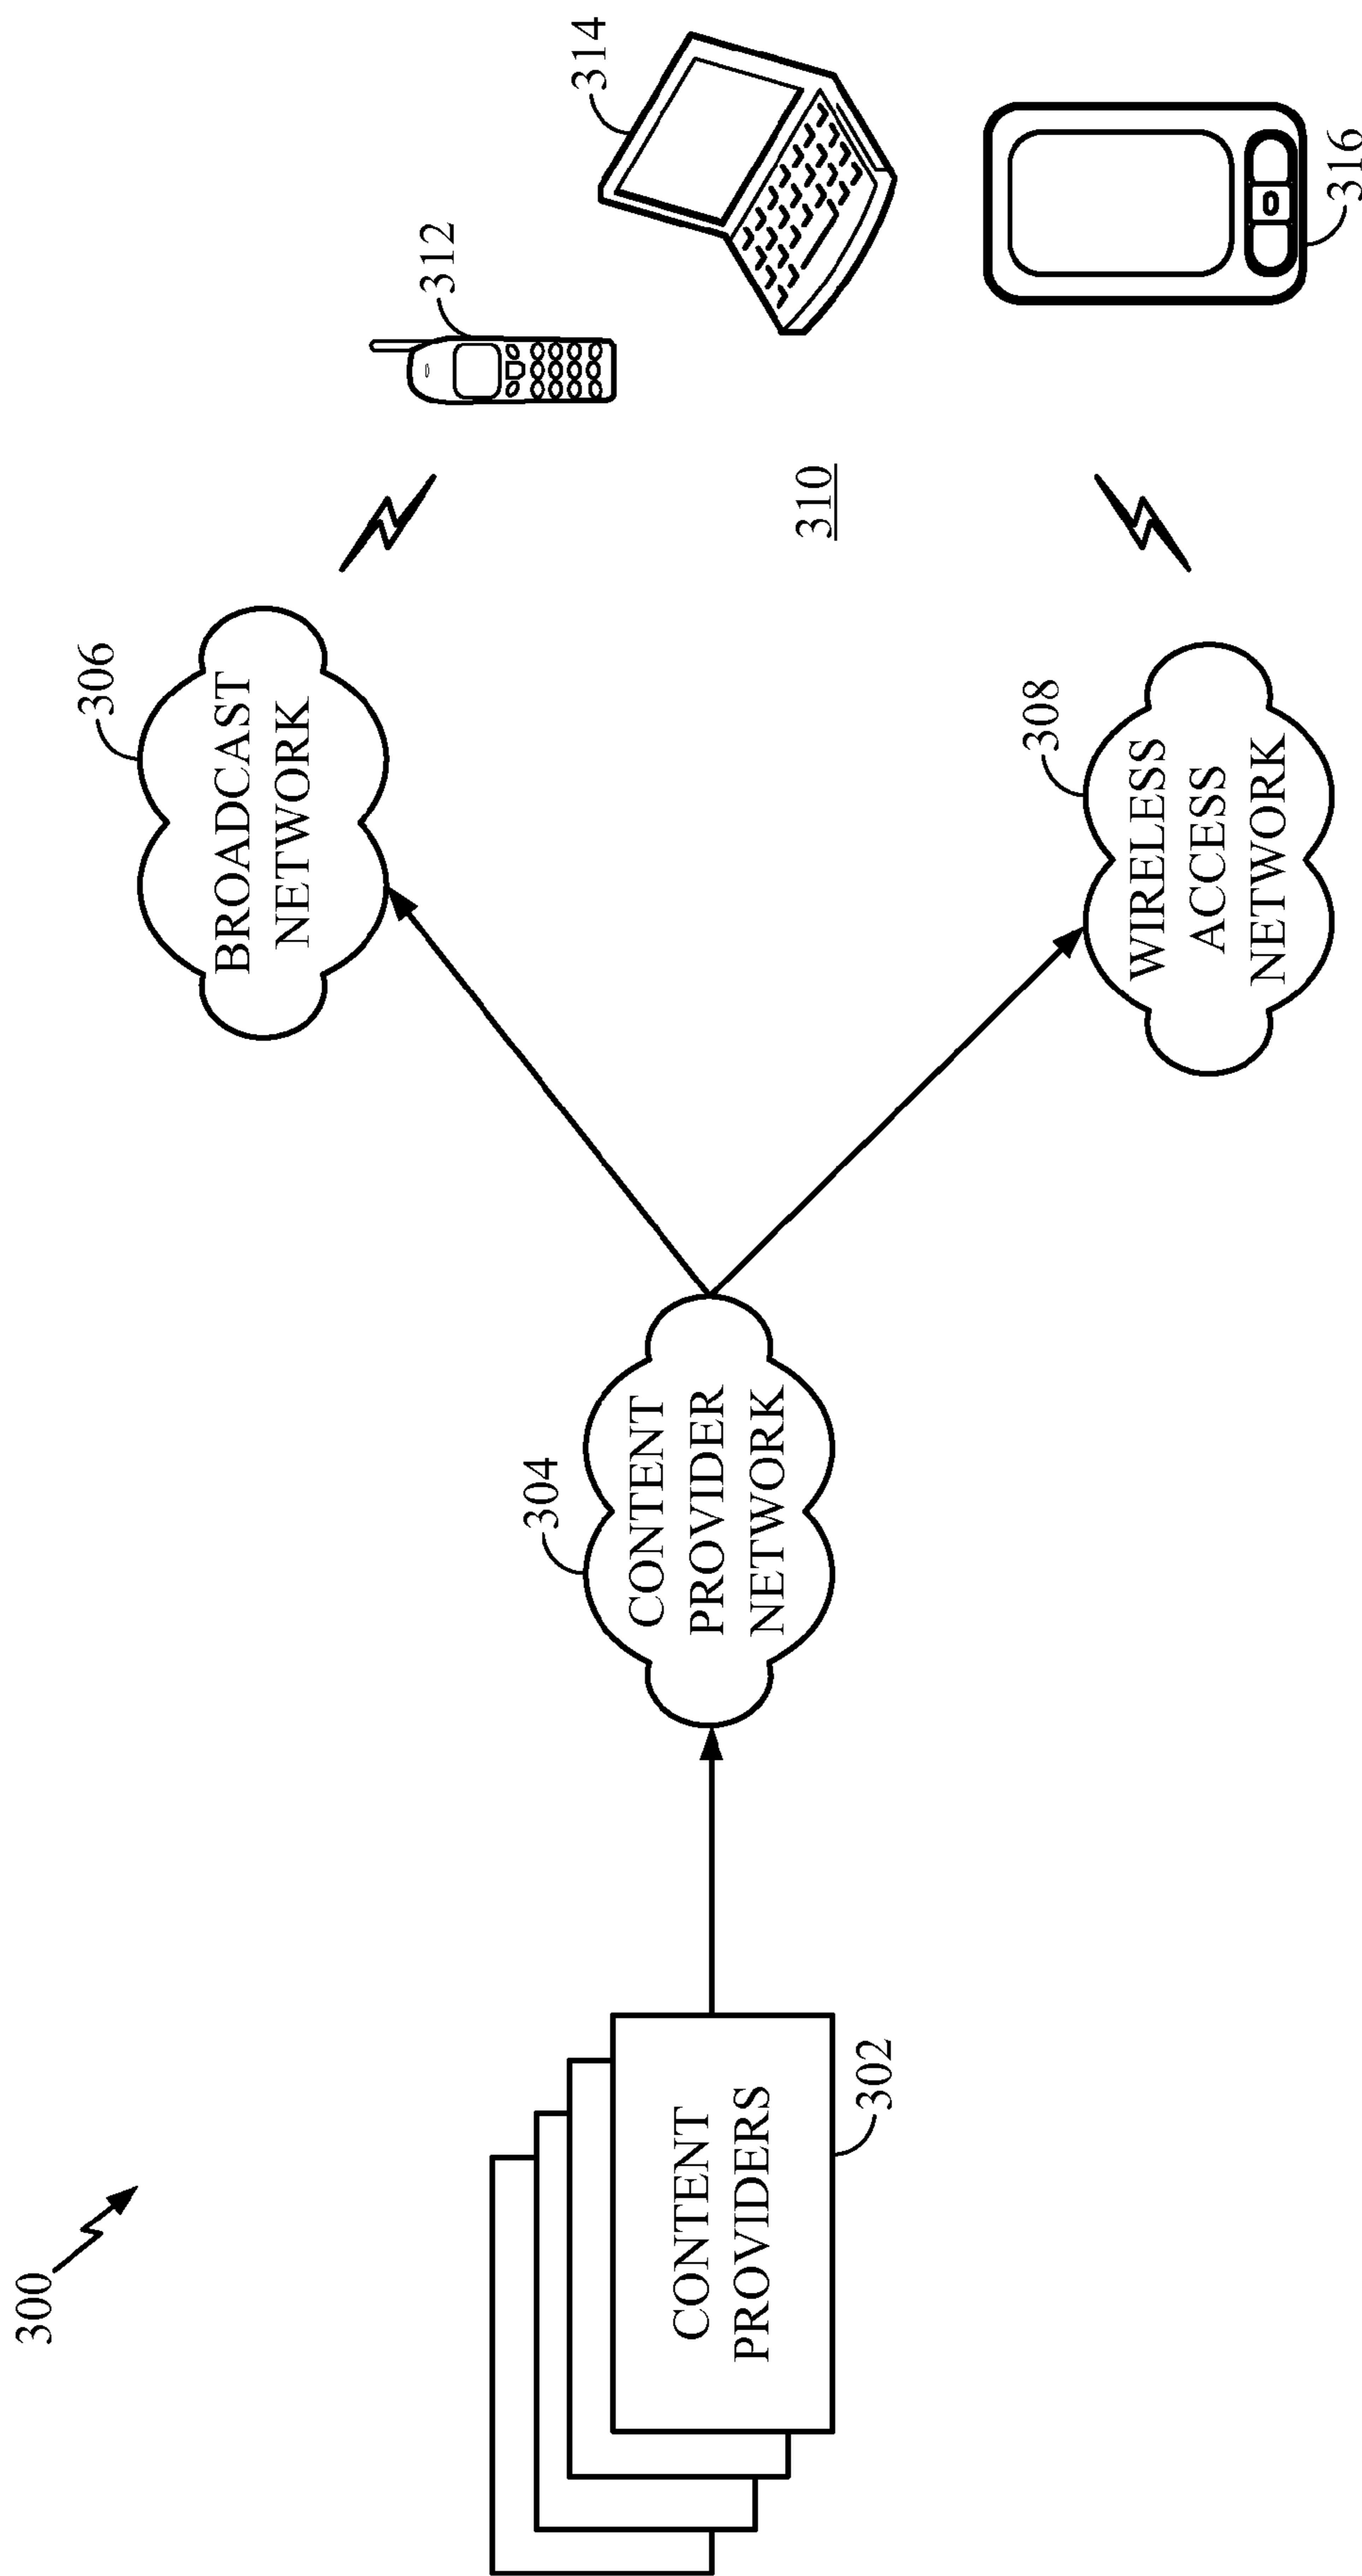 300
CONTENT
PROVIDERS
302
304
CONTENT
PROVIDER
NETWORK
306
BROADCAST
NETWORK
308
WIRELESS
ACCESS
NETWORK
310
312
314
316